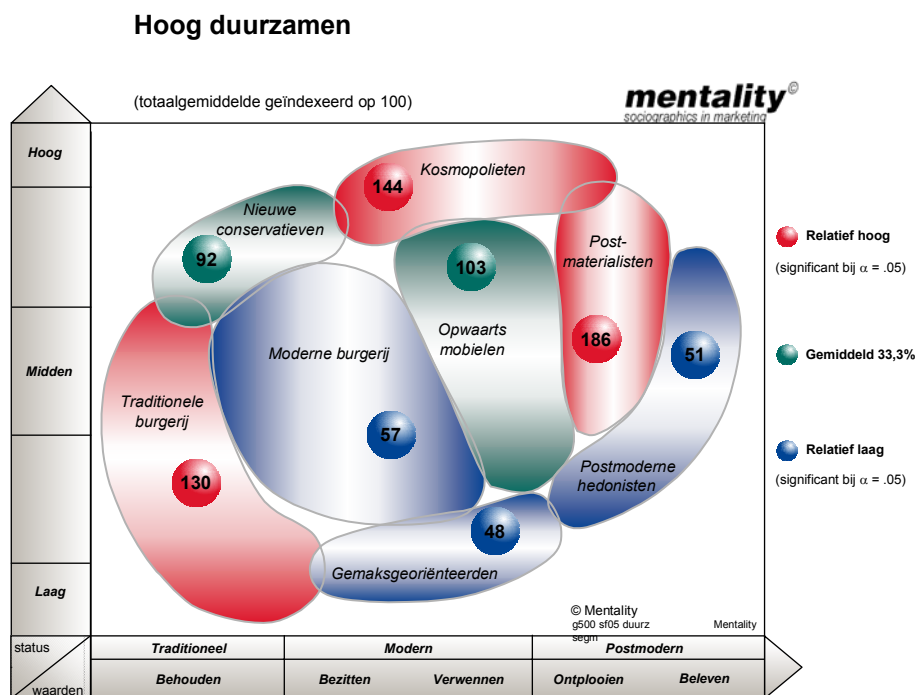 Hoog duurzamen
(totaalgemiddelde geïndexeerd op 100)
mentality©
sociographics in marketing
Hoog
Kosmopolieten
144
Nieuwe
conservatieven
92
103
Post-
materialisten
Relatief hoog
(significant bij α = .05)
Opwaarts
mobielen
186
51
Gemiddeld 33,3%
Midden
Moderne burgerij
Traditionele
burgerij
57
130
Postmoderne
hedonisten
Relatief laag
(significant bij α = .05)
48
Gemaksgeoriënteerden
Laag
© Mentality
g500 sf05 duurz
segm
Mentality
status
waarden
Traditioneel
Modern
Postmodern
Behouden
Bezitten
Verwennen
Ontplooien
Beleven